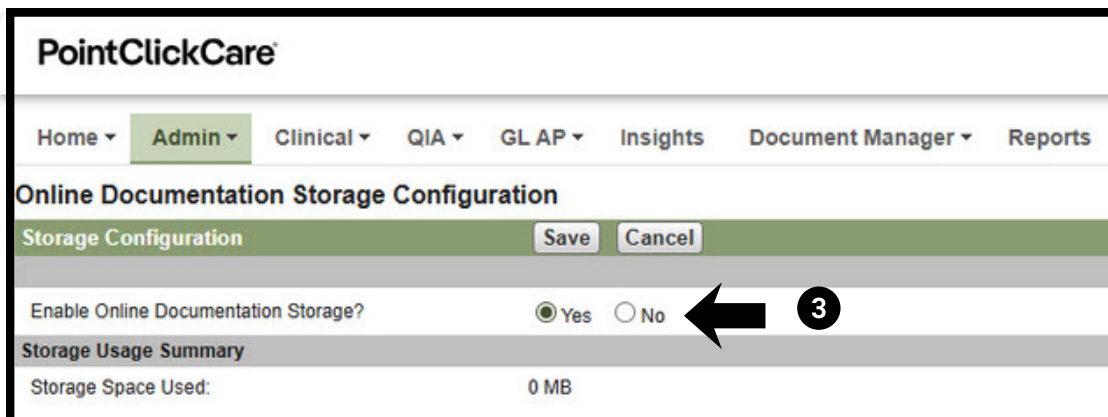 PointClickCare
Home Admin Clinical QIA GL AP Insights Document Manager Reports
Online Documentation Storage Configuration
Storage Configuration Save Cancel
Enable Online Documentation Storage? Yes No 3
Storage Usage Summary
Storage Space Used: 0 MB